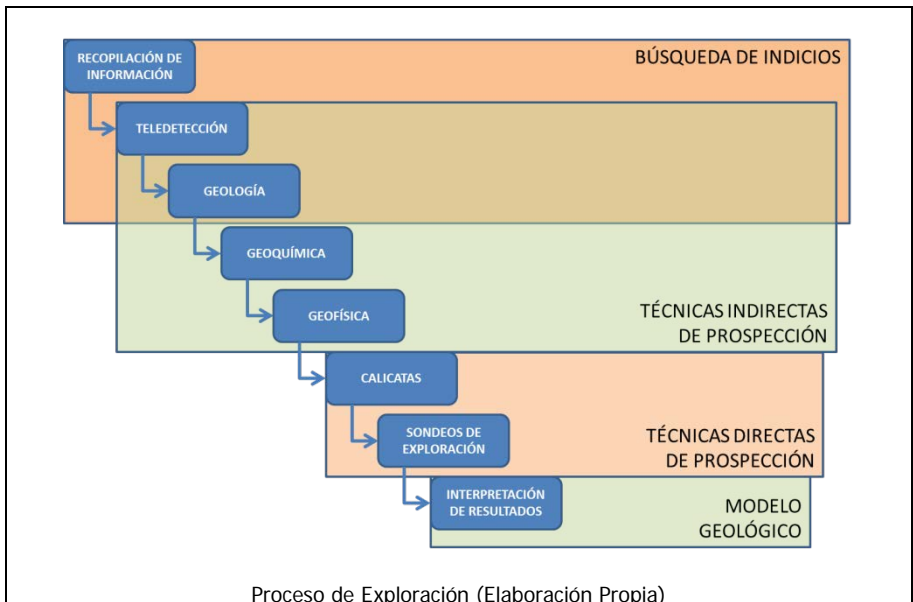 RECOPILACIÓN DE
INFORMACIÓN
BÚSQUEDA DE INDICIOS
TELEDETECCIÓN
GEOLOGÍA
GEOQUÍMICA
GEOFÍSICA
TÉCNICAS INDIRECTAS
DE PROSPECCIÓN
CALICATAS
SONDEOS DE
EXPLORACIÓN
TÉCNICAS DIRECTAS
DE PROSPECCIÓN
INTERPRETACIÓN
DE RESULTADOS
MODELO
GEOLÓGICO
Proceso de Exploración (Elaboración Propia)